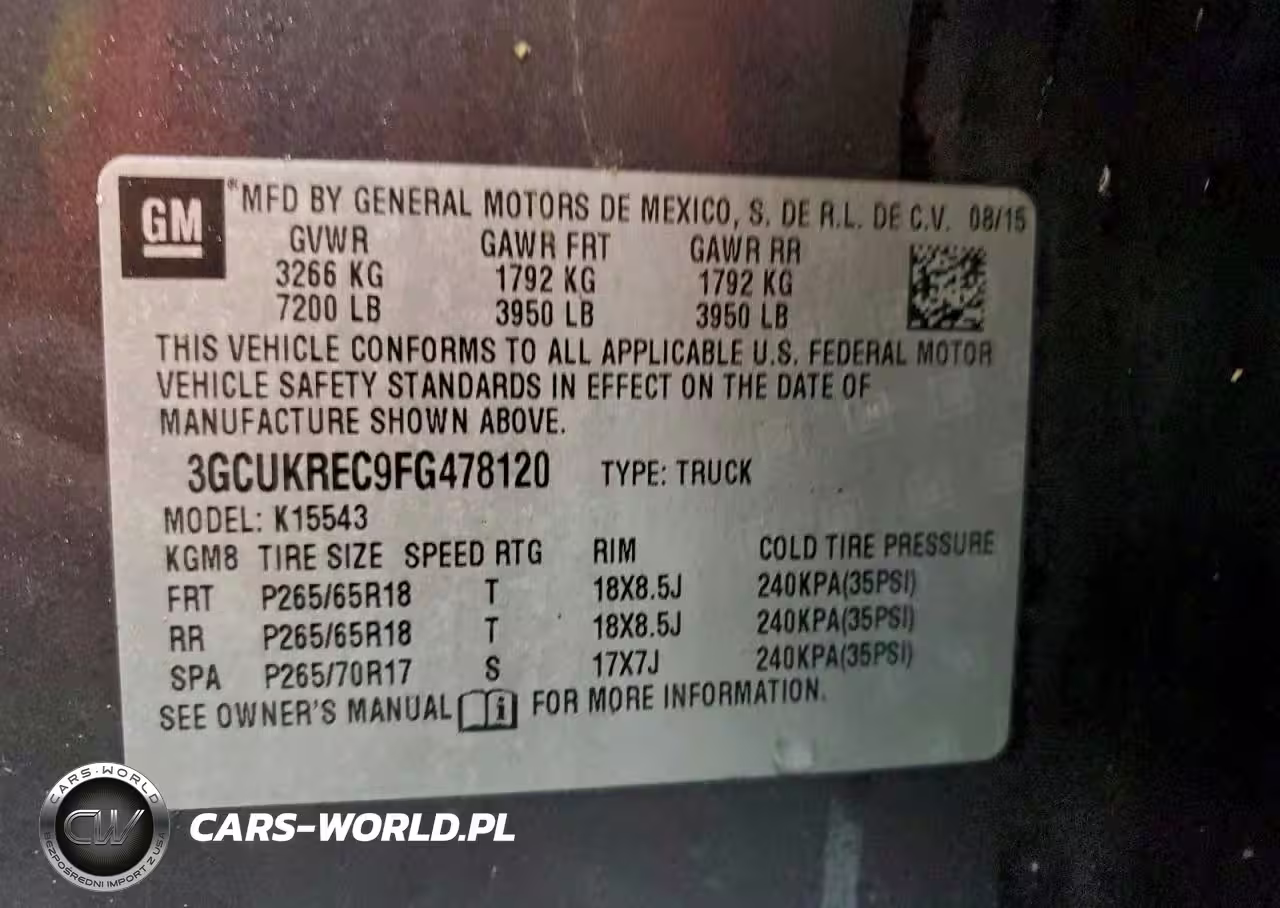 GM
*MFD BY GENERAL MOTORS DE MEXICO, S. DE R.L. DE C.V. 08/15
GVWR GAWR FRT GAWR RR
3266 KG 1792 KG 1792 KG
7200 LB 3950 LB 3950 LB
THIS VEHICLE CONFORMS TO ALL APPLICABLE U.S. FEDERAL MOTOR
VEHICLE SAFETY STANDARDS IN EFFECT ON THE DATE OF
MANUFACTURE SHOWN ABOVE.
3GCUKREC9FG478120 TYPE: TRUCK
MODEL: K15543
KGM8 TIRE SIZE SPEED RTG RIM COLD TIRE PRESSURE
FRT P265/65R18 T 18X8.5J 240KPA(35PSI)
RR P265/65R18 T 18X8.5J 240KPA(35PSI)
SPA P265/70R17 S 17X7J 240KPA(35PSI)
SEE OWNER'S MANUAL i FOR MORE INFORMATION.
CARS-WORLD
CW
BEZPOŚREDNI IMPORT Z USA
CARS-WORLD.PL